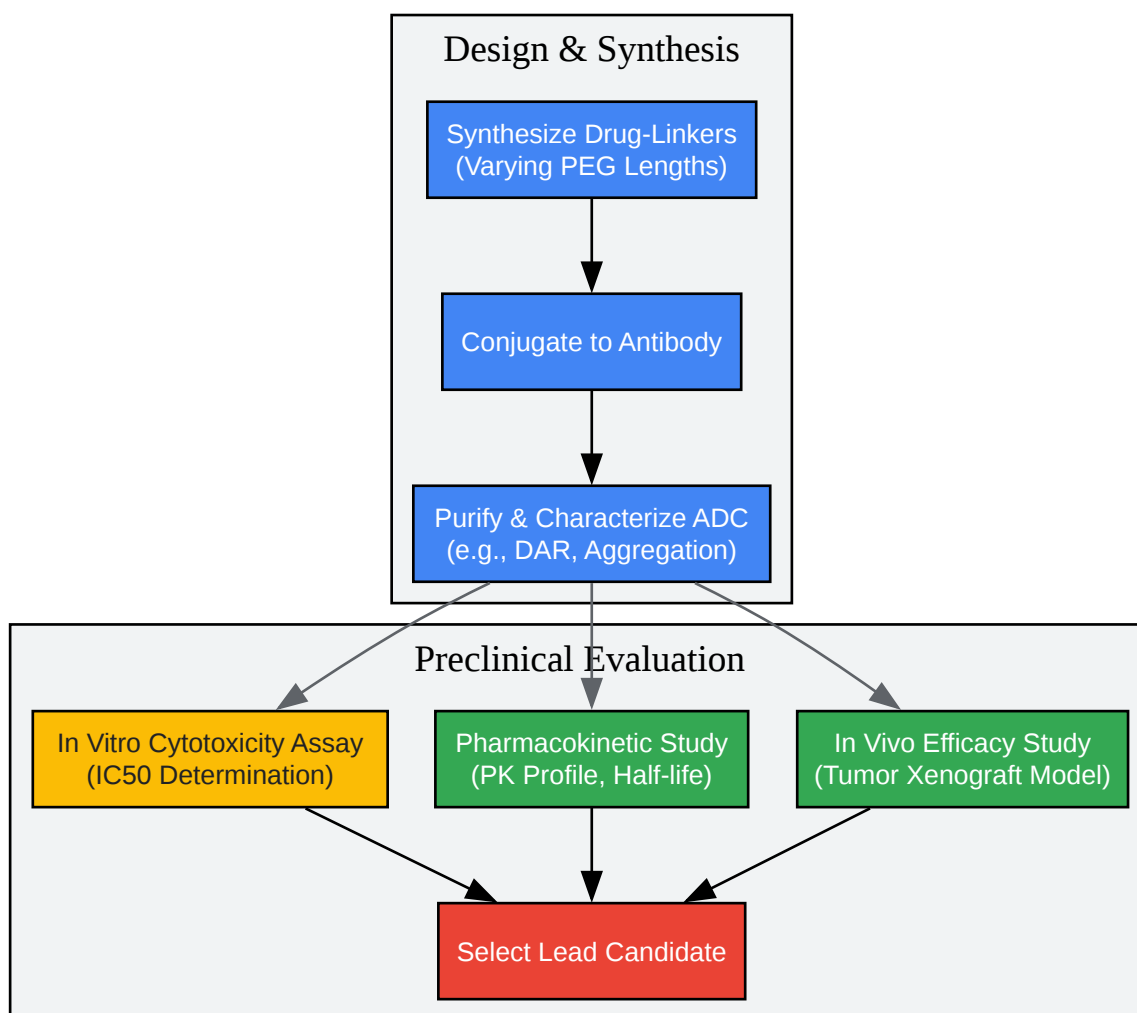 Design & Synthesis
Synthesize Drug-Linkers
(Varying PEG Lengths)
Conjugate to Antibody
Purify & Characterize ADC
(e.g., DAR, Aggregation)
Preclinical Evaluation
In Vitro Cytotoxicity Assay
(IC50 Determination)
Pharmacokinetic Study
(PK Profile, Half-life)
In Vivo Efficacy Study
(Tumor Xenograft Model)
Select Lead Candidate